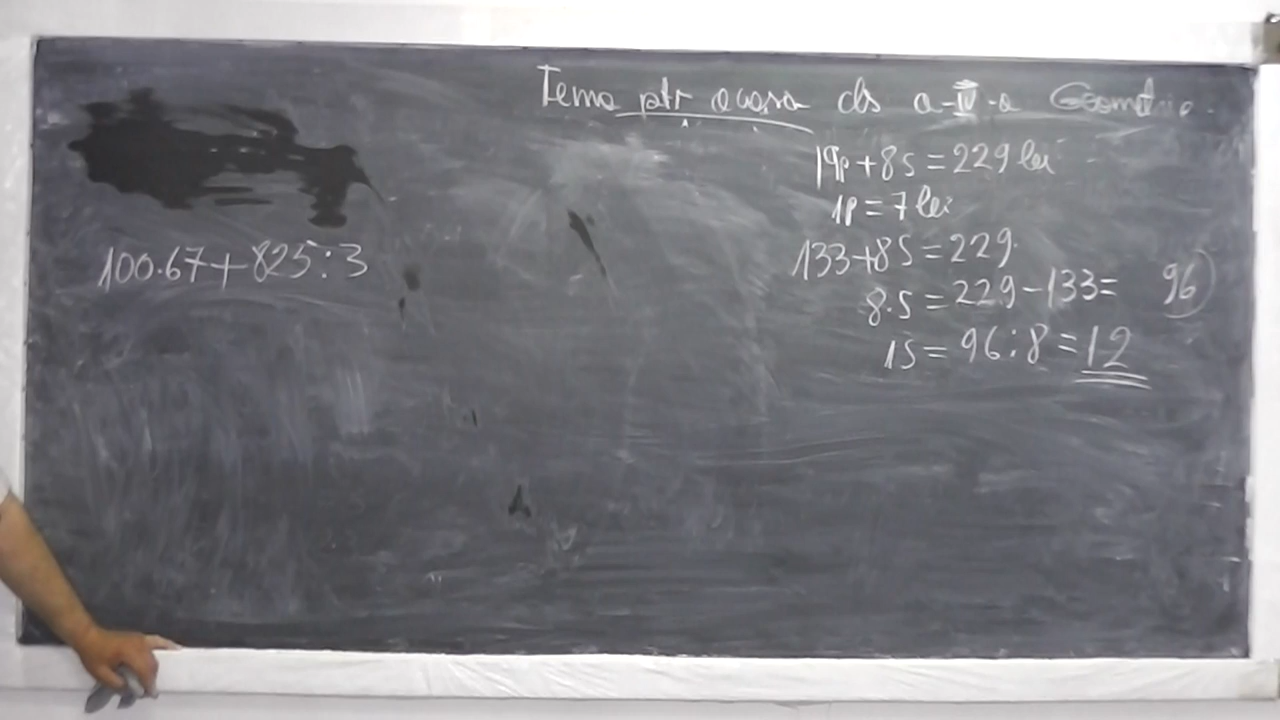 Tema ptr acasa cls a-IV-a Geometrie.
19p+8s=229 lei
1p=7 lei
133+8s=229
8.s=229-133= 96
1s=96:8=12
100.67+825:3